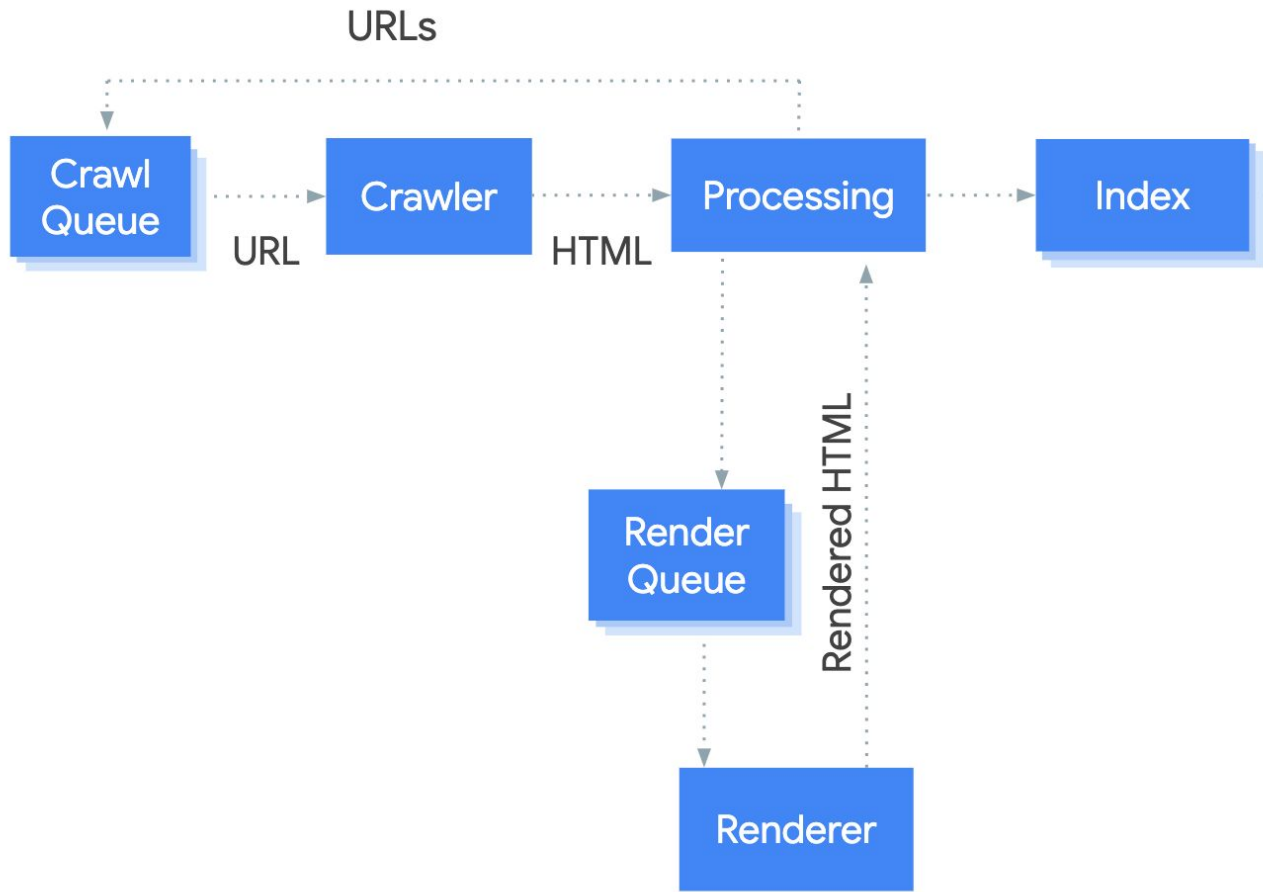 URLs
Crawl
Queue
URL
Crawler
HTML
Processing
Index
Render
Queue
Rendered HTML
Renderer